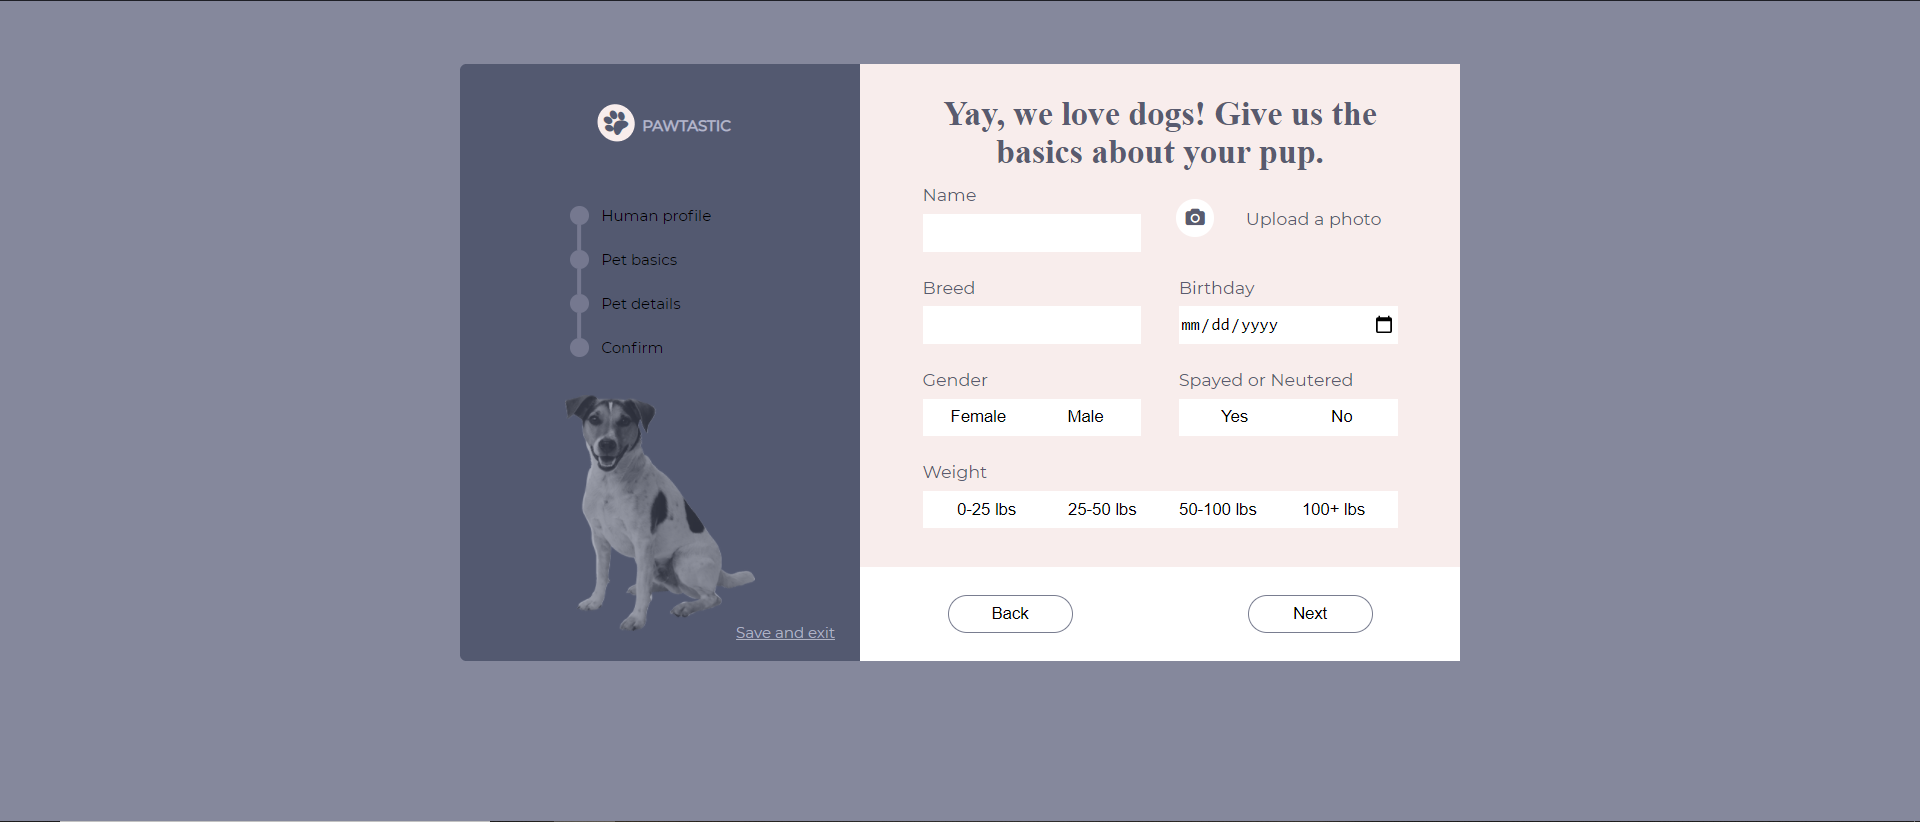 PAWTASTIC
Human profile
Pet basics
Pet details
Confirm
Save and exit
Yay, we love dogs! Give us the
basics about your pup.
Name
Upload a photo
Breed
Birthday
mm/dd/yyyy
Gender
Spayed or Neutered
Female Male
Yes No
Weight
0-25 lbs 25-50 lbs 50-100 lbs 100+ lbs
Back Next